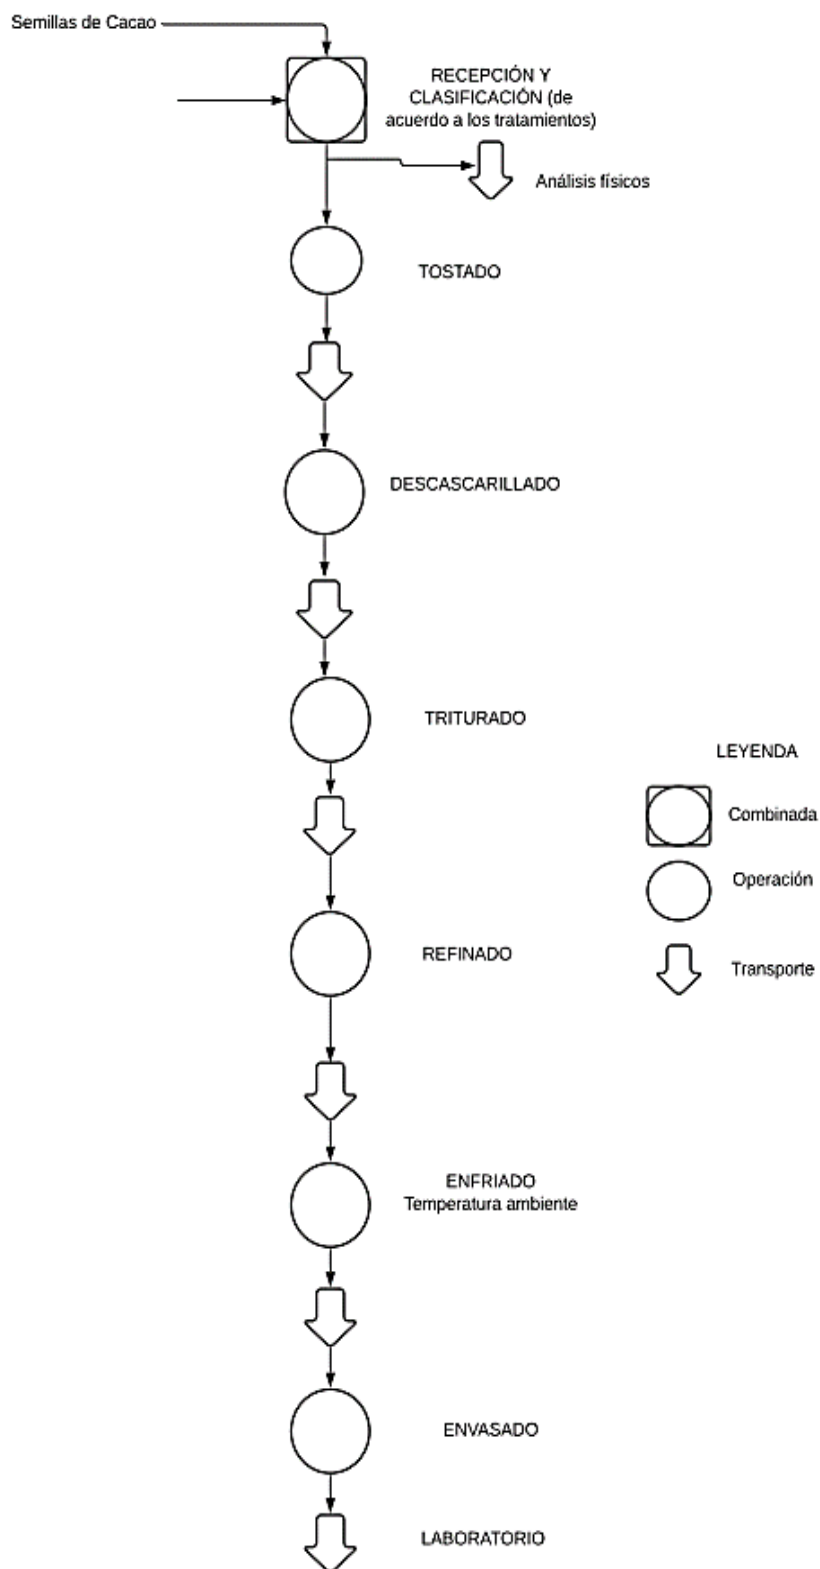 Semillas de Cacao
RECEPCIÓN Y
CLASIFICACIÓN (de
acuerdo a los tratamientos)
Análisis físicos
TOSTADO
DESCASCARILLADO
TRITURADO
LEYENDA
Combinada
Operación
REFINADO
Transporte
ENFRIADO
Temperatura ambiente
ENVASADO
LABORATORIO